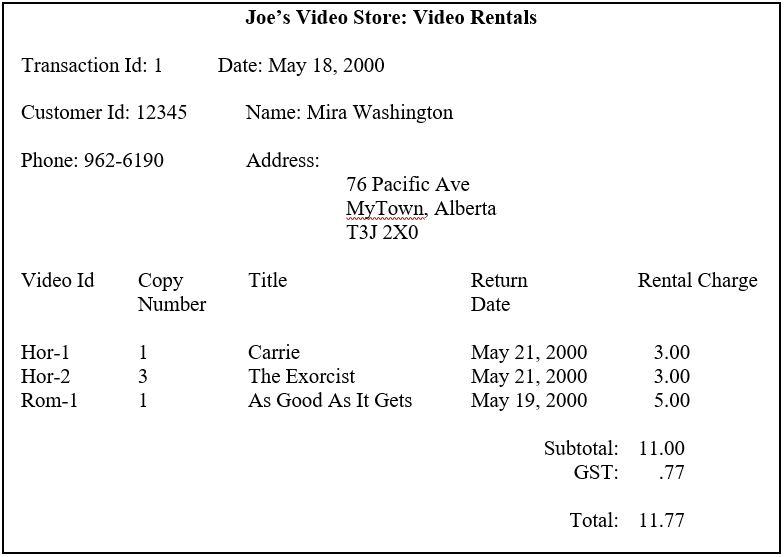 Joe’s Video Store: Video Rentals
Transaction Id: 1 Date: May 18, 2000
Customer Id: 12345 Name: Mira Washington
Phone: 962-6190 Address:
76 Pacific Ave
MyTown, Alberta
T3J 2X0
Video Id Copy Title Return Rental Charge
Number Date
Hor-1 1 Carrie May 21, 2000 3.00
Hor-2 3 The Exorcist May 21, 2000 3.00
Rom-1 1 As Good As It Gets May 19, 2000 5.00
Subtotal: 11.00
GST: .77
Total: 11.77